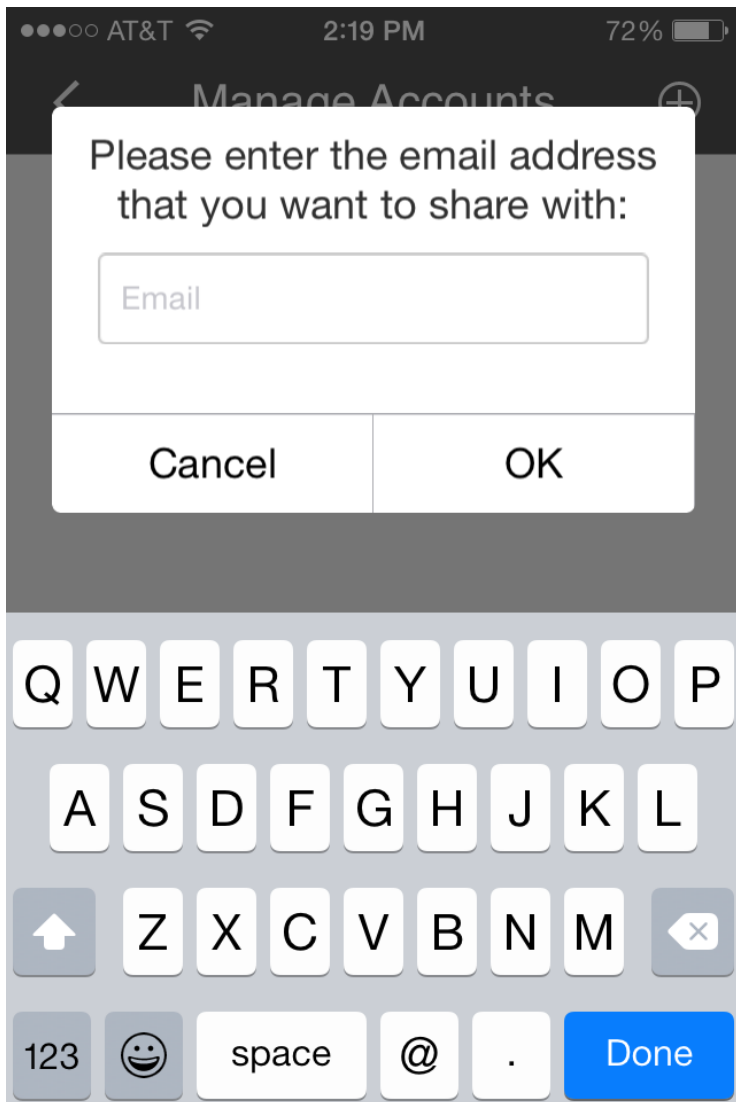 AT&T 2:19 PM 72%
Manage Accounts
Please enter the email address
that you want to share with:
Email
Cancel OK
Q W E R T Y U I O P
A S D F G H J K L
Z X C V B N M
123 space @ . Done